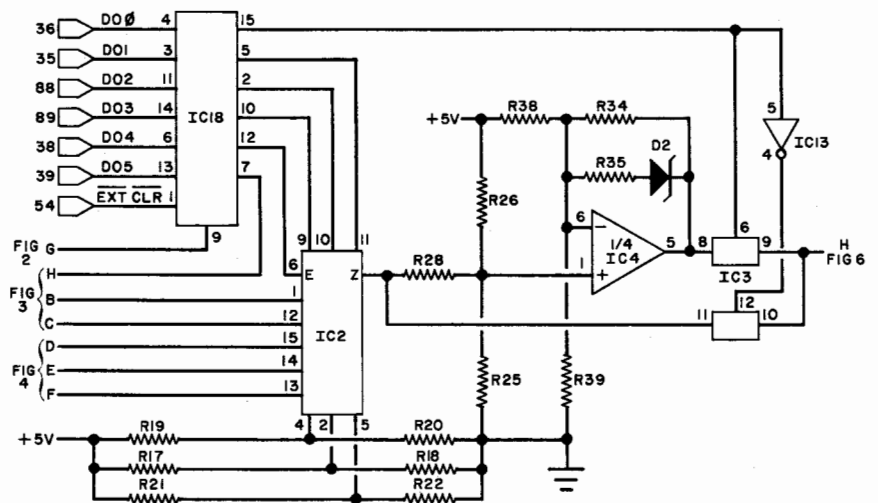 36 DOØ 4 15
35 DO1 3 5
88 DO2 11 2
89 DO3 14 IC18 10
38 DO4 6 12
39 DO5 13 7
54 EXT CLR 1
9
FIG 2 G
FIG 3 H
B
C
FIG 4 D
E
F
9 10 11
6 E Z
1
12
IC2
15
14
13
4 2 5
+5V R38 R34
R35 D2
R26
R28
6 −
1 +
1/4 IC4
5
8 6 9
IC3
11 12 10
5
IC13
4
H
FIG 6
R25 R39
+5V R19 R20
R17 R18
R21 R22